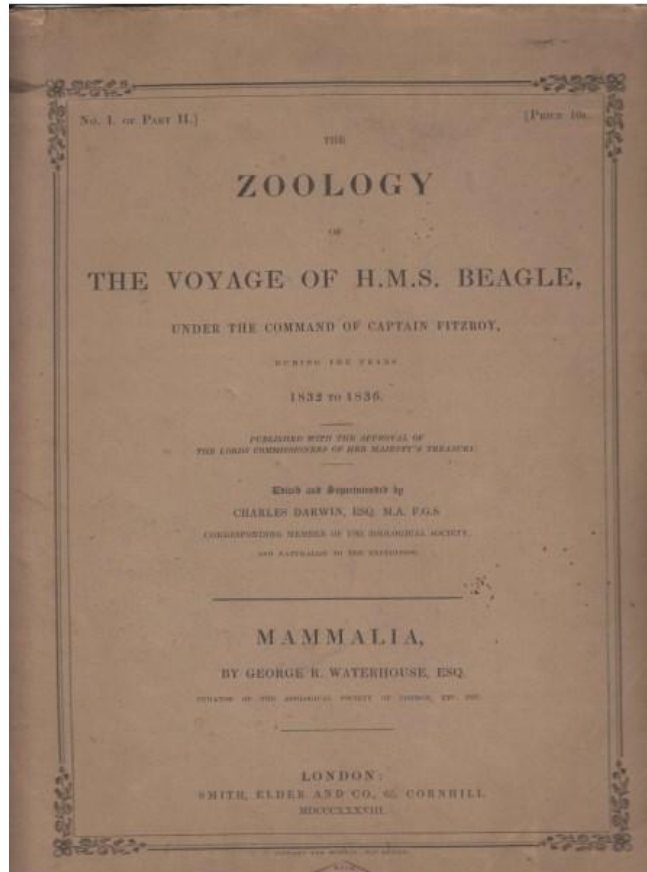 No. 1. of Part II.] [Price 10s.
THE
ZOOLOGY
OF
THE VOYAGE OF H.M.S. BEAGLE,
UNDER THE COMMAND OF CAPTAIN FITZROY,
DURING THE YEARS
1832 TO 1836.
PUBLISHED WITH THE APPROVAL OF
THE LORDS COMMISSIONERS OF HER MAJESTY'S TREASURY.
Edited and Superintended by
CHARLES DARWIN, ESQ. M.A. F.G.S.
CORRESPONDING MEMBER OF THE ZOOLOGICAL SOCIETY,
AND NATURALIST TO THE EXPEDITION.
MAMMALIA,
BY GEORGE R. WATERHOUSE, ESQ.
CURATOR OF THE ZOOLOGICAL SOCIETY OF LONDON, ETC. ETC.
LONDON:
SMITH, ELDER AND CO., 65, CORNHILL.
MDCCCXXXVIII.